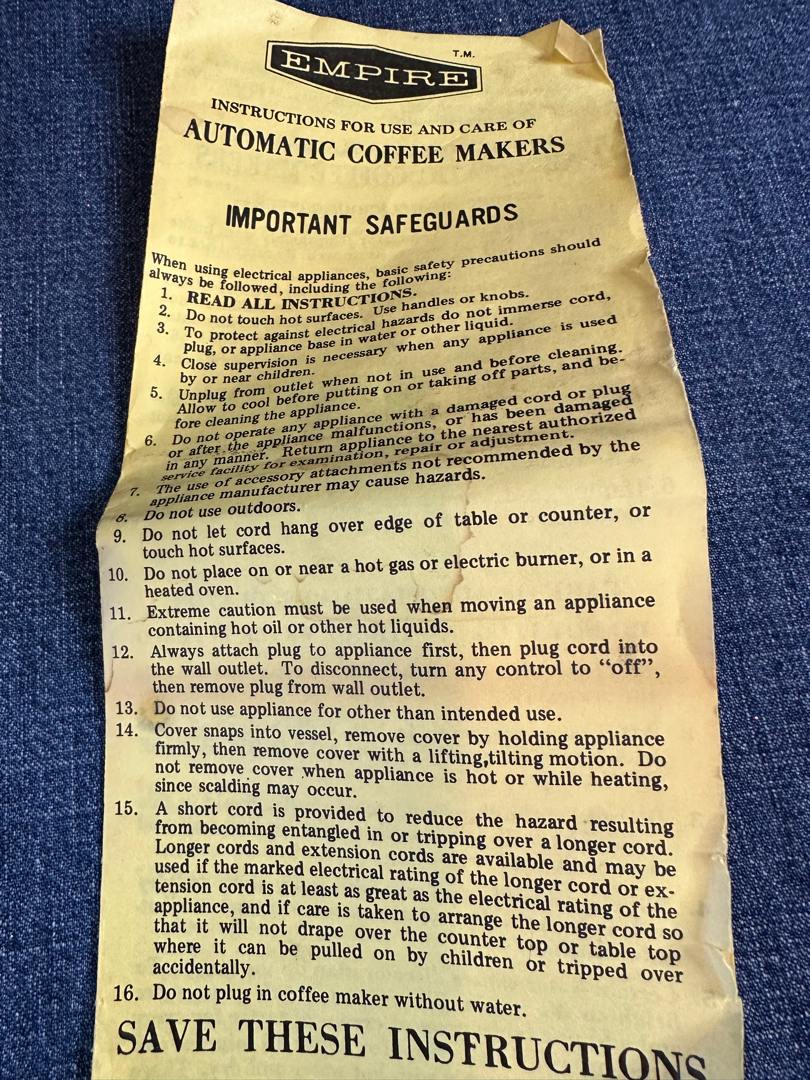 EMPIRE T.M.
INSTRUCTIONS FOR USE AND CARE OF
AUTOMATIC COFFEE MAKERS
IMPORTANT SAFEGUARDS
When using electrical appliances, basic safety precautions should
always be followed, including the following:
1. READ ALL INSTRUCTIONS.
2. Do not touch hot surfaces. Use handles or knobs.
3. To protect against electrical hazards do not immerse cord,
plug, or appliance base in water or other liquid.
4. Close supervision is necessary when any appliance is used
by or near children.
5. Unplug from outlet when not in use and before cleaning.
Allow to cool before putting on or taking off parts, and be-
fore cleaning the appliance.
6. Do not operate any appliance with a damaged cord or plug
or after the appliance malfunctions, or has been damaged
in any manner. Return appliance to the nearest authorized
service facility for examination, repair or adjustment.
7. The use of accessory attachments not recommended by the
appliance manufacturer may cause hazards.
8. Do not use outdoors.
9. Do not let cord hang over edge of table or counter, or
touch hot surfaces.
10. Do not place on or near a hot gas or electric burner, or in a
heated oven.
11. Extreme caution must be used when moving an appliance
containing hot oil or other hot liquids.
12. Always attach plug to appliance first, then plug cord into
the wall outlet. To disconnect, turn any control to “off”,
then remove plug from wall outlet.
13. Do not use appliance for other than intended use.
14. Cover snaps into vessel, remove cover by holding appliance
firmly, then remove cover with a lifting,tilting motion. Do
not remove cover when appliance is hot or while heating,
since scalding may occur.
15. A short cord is provided to reduce the hazard resulting
from becoming entangled in or tripping over a longer cord.
Longer cords and extension cords are available and may be
used if the marked electrical rating of the longer cord or ex-
tension cord is at least as great as the electrical rating of the
appliance, and if care is taken to arrange the longer cord so
that it will not drape over the counter top or table top
where it can be pulled on by children or tripped over
accidentally.
16. Do not plug in coffee maker without water.
SAVE THESE INSTRUCTIONS